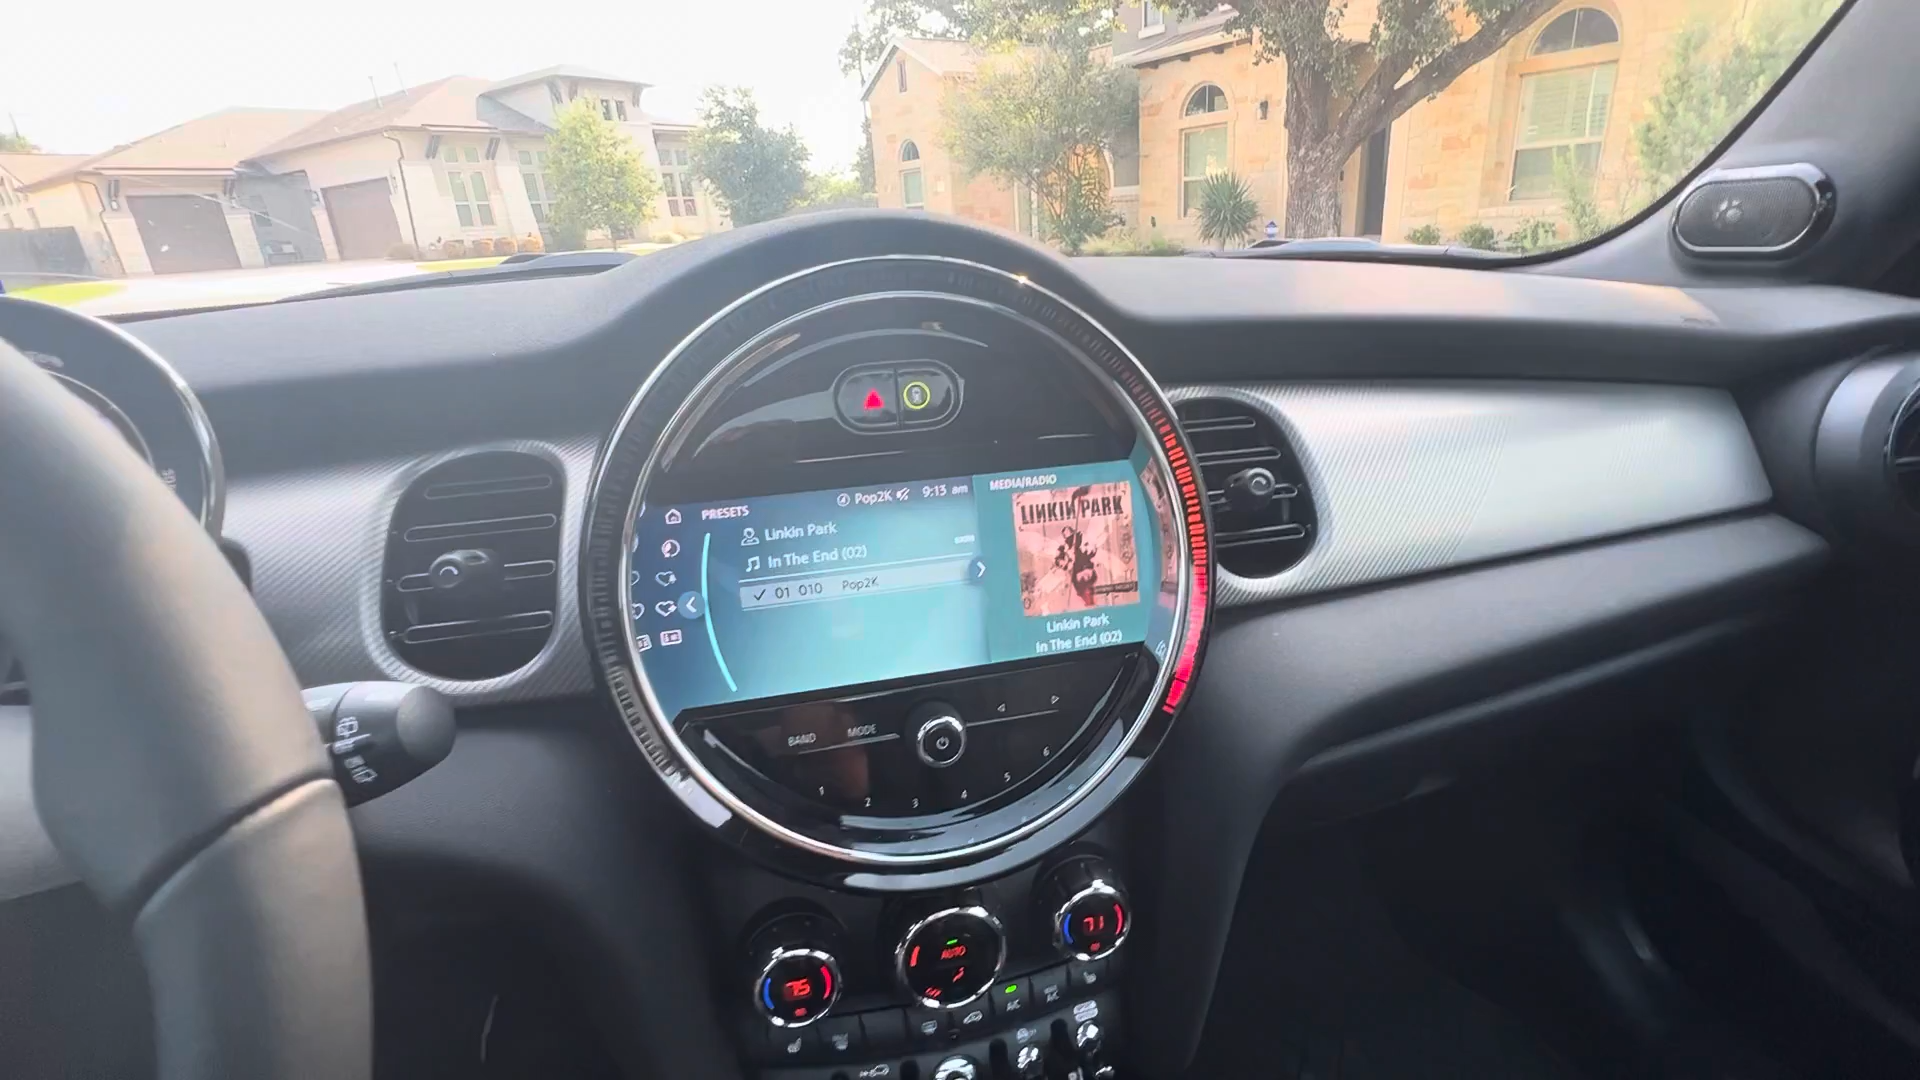 Pop2K 9:13 am
MEDIA/RADIO
PRESETS
LINKIN PARK
Linkin Park
In The End (02)
01 010 Pop2K
Linkin Park
In The End (02)
BAND MODE
1 2 3 4 5 6
71
AUTO
75
A/C
A/C